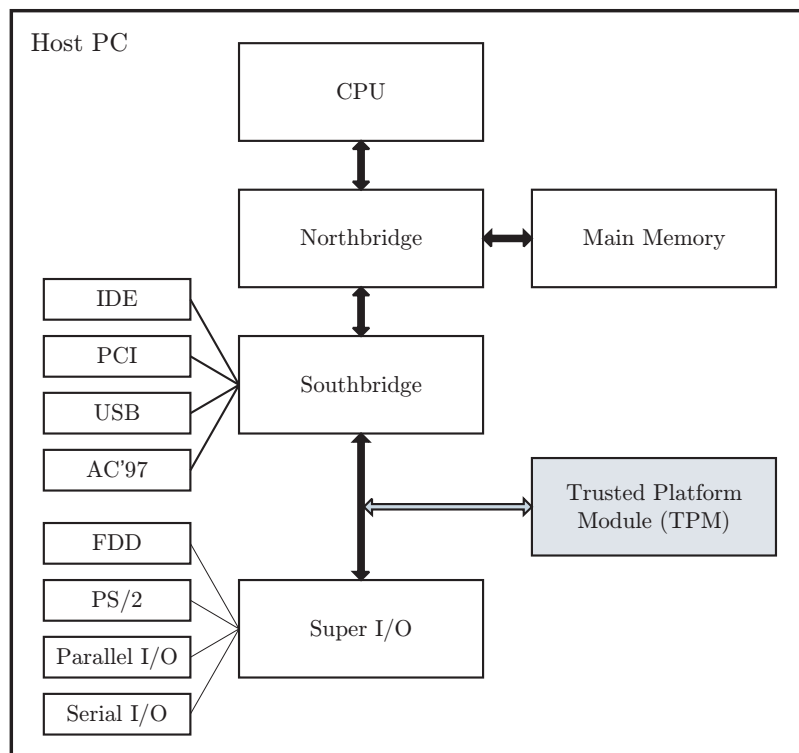 Host PC
CPU
Northbridge
Main Memory
IDE
PCI
USB
AC'97
Southbridge
Trusted Platform
Module (TPM)
FDD
PS/2
Parallel I/O
Serial I/O
Super I/O